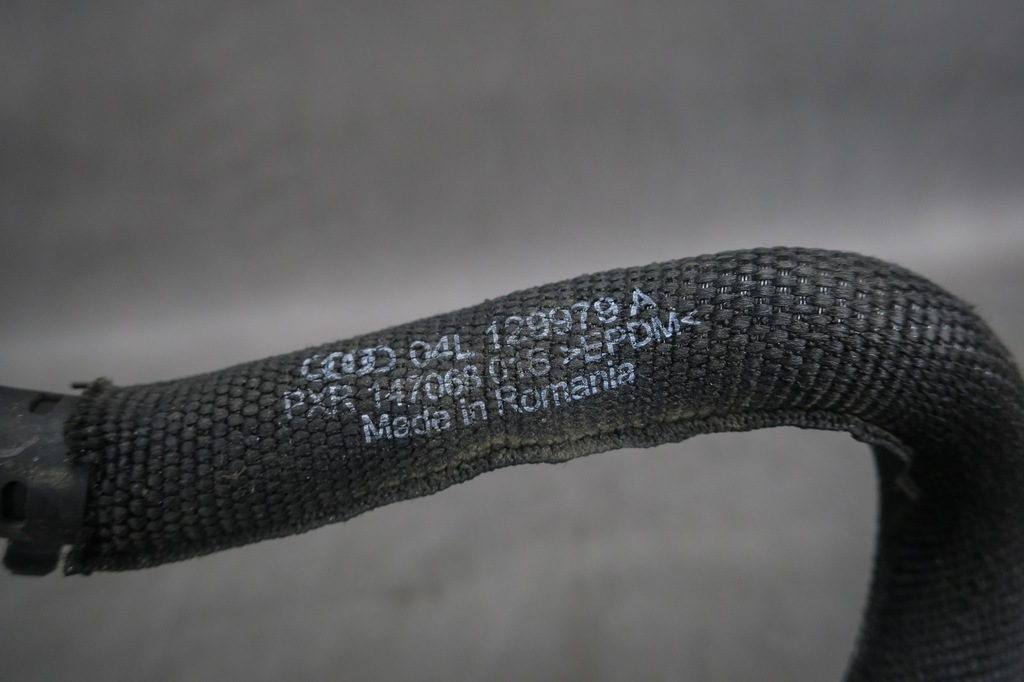 04L 129979 A
PXR 147068 016 >EPDM<
Made in Romania